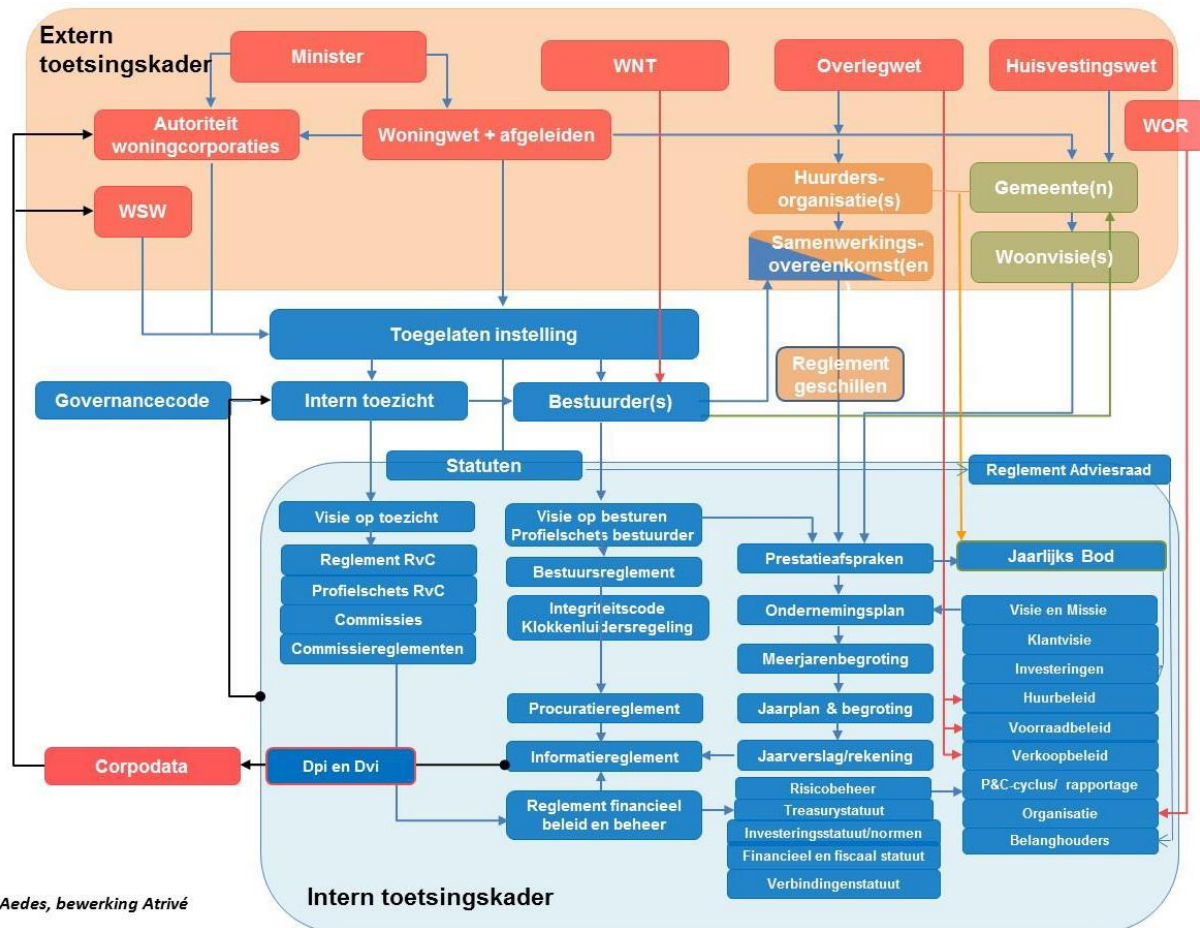 Extern
toetsingskader
Minister
WNT
Overlegwet
Huisvestingswet
WOR
Autoriteit
woningcorporaties
Woningwet + afgeleiden
WSW
Huurders-
organisatie(s)
Gemeente(n)
Samenwerkings-
overeenkomst(en
)
Woonvisie(s)
Toegelaten instelling
Reglement
geschillen
Governancecode
Intern toezicht
Bestuurder(s)
Statuten
Reglement Adviesraad
Visie op toezicht
Visie op besturen
Profielschets bestuurder
Reglement RvC
Profielschets RvC
Commissies
Commissiereglementen
Bestuursreglement
Integriteitscode
Klokkenluidersregeling
Procuratiereglement
Informatiereglement
Reglement financieel
beleid en beheer
Prestatieafspraken
Ondernemingsplan
Meerjarenbegroting
Jaarplan & begroting
Jaarverslag/rekening
Risicobeheer
Treasurystatuut
Investeringsstatuut/normen
Financieel en fiscaal statuut
Verbindingenstatuut
Jaarlijks Bod
Visie en Missie
Klantvisie
Investeringen
Huurbeleid
Voorraadbeleid
Verkoopbeleid
P&C-cyclus/ rapportage
Organisatie
Belanghouders
Corpodata
Dpi en Dvi
Intern toetsingskader
Aedes, bewerking Atrivé